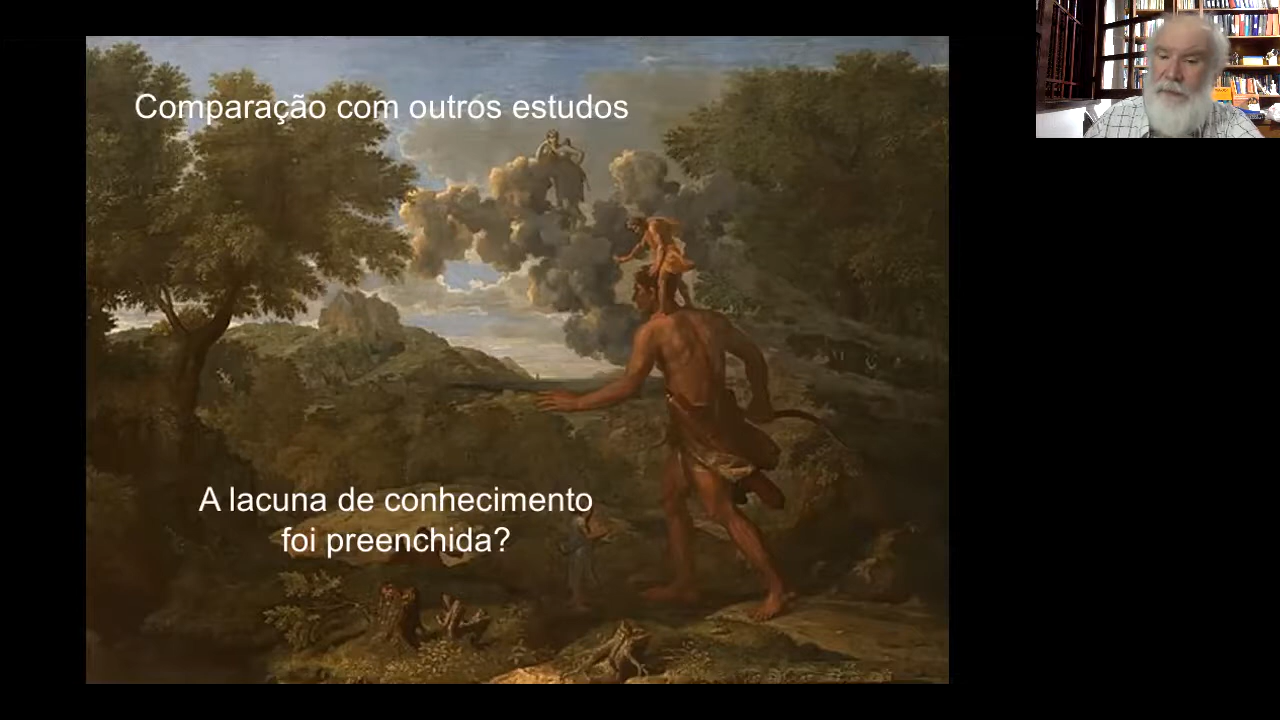 Comparação com outros estudos
A lacuna de conhecimento
foi preenchida?